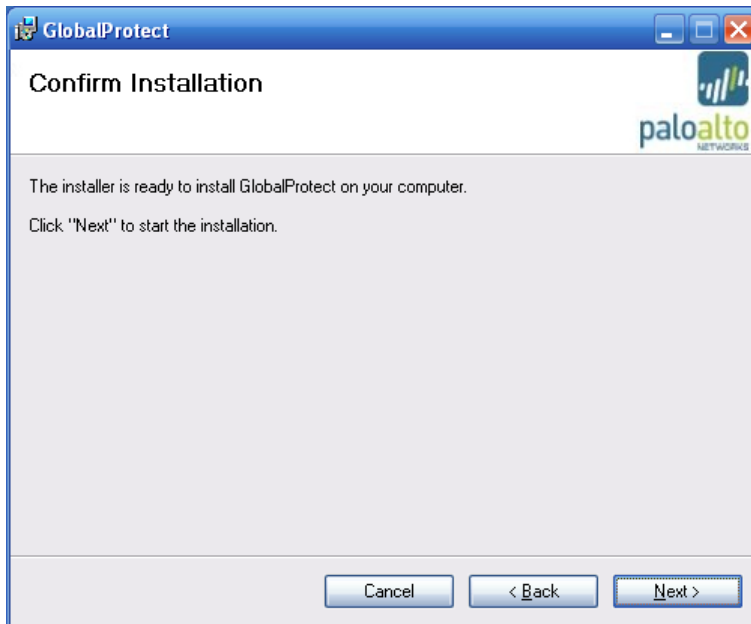 GlobalProtect
Confirm Installation
paloalto
NETWORKS
The installer is ready to install GlobalProtect on your computer.
Click "Next" to start the installation.
Cancel
< Back
Next >